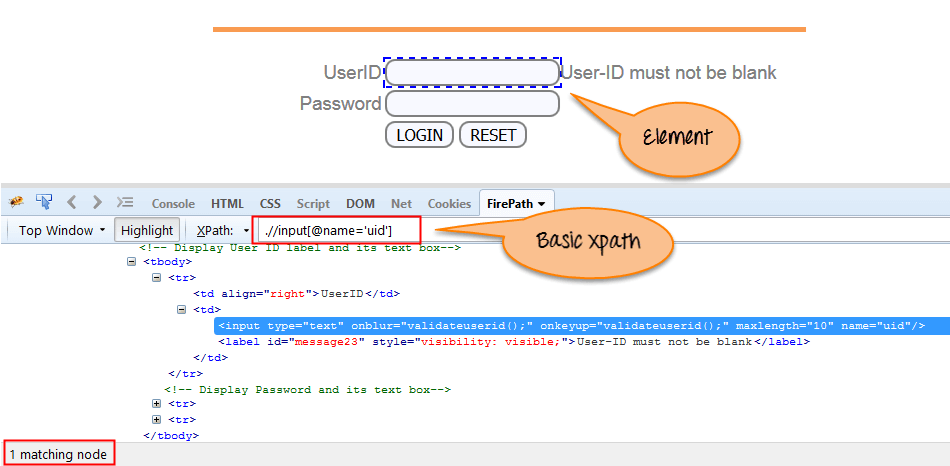 UserID User-ID must not be blank
Password
LOGIN RESET
Element
Console HTML CSS Script DOM Net Cookies FirePath
Top Window Highlight XPath: .//input[@name='uid']
Basic xpath
<!-- Display User ID label and its text box-->
<tbody>
<tr>
<td align="right">UserID</td>
<td>
<input type="text" onblur="validateuserid();" onkeyup="validateuserid();" maxlength="10" name="uid"/>
<label id="message23" style="visibility: visible;">User-ID must not be blank</label>
</td>
</tr>
<!-- Display Password and its text box-->
<tr>
<tr>
</tbody>
1 matching node